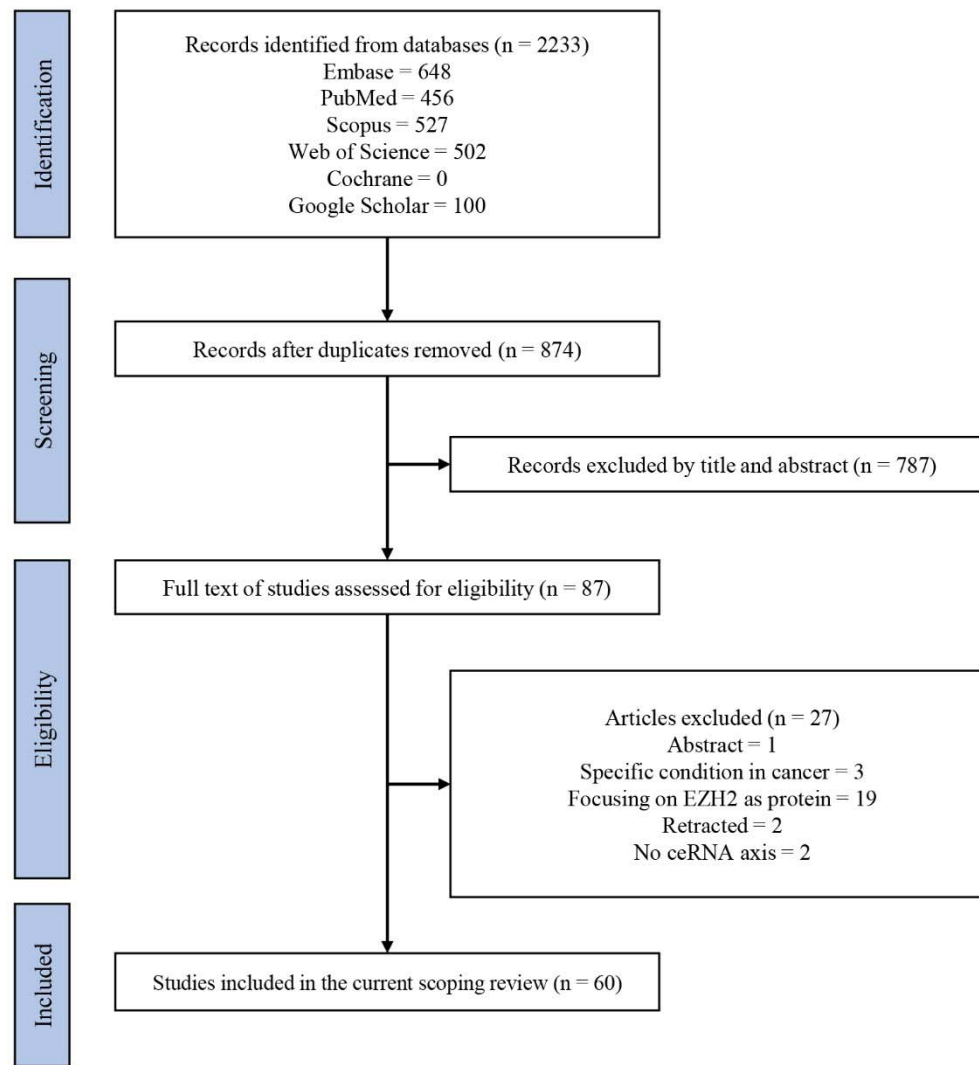 Identification
Records identified from databases (n = 2233)
Embase = 648
PubMed = 456
Scopus = 527
Web of Science = 502
Cochrane = 0
Google Scholar = 100
Screening
Records after duplicates removed (n = 874)
Records excluded by title and abstract (n = 787)
Eligibility
Full text of studies assessed for eligibility (n = 87)
Articles excluded (n = 27)
Abstract = 1
Specific condition in cancer = 3
Focusing on EZH2 as protein = 19
Retracted = 2
No ceRNA axis = 2
Included
Studies included in the current scoping review (n = 60)